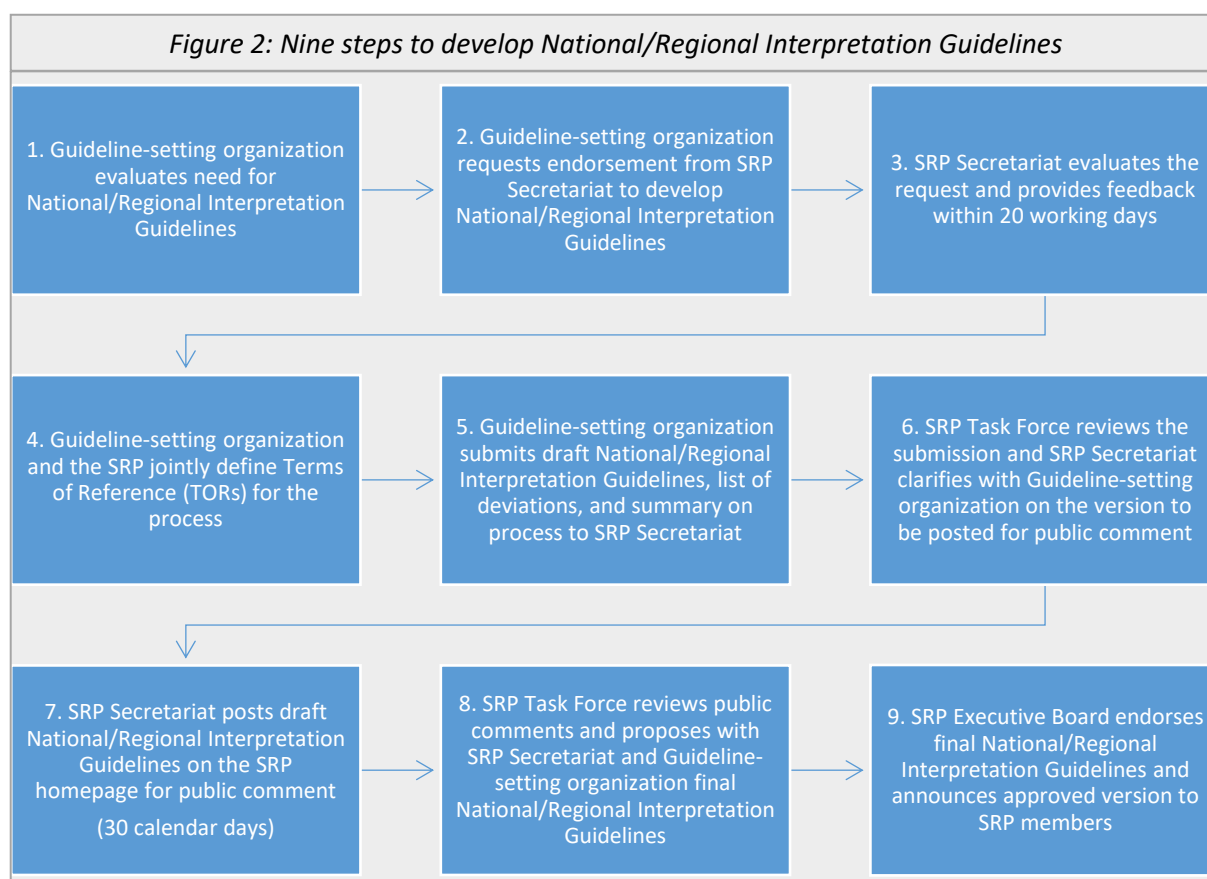 Figure 2: Nine steps to develop National/Regional Interpretation Guidelines
1. Guideline-setting organization
evaluates need for
National/Regional Interpretation
Guidelines
2. Guideline-setting organization
requests endorsement from SRP
Secretariat to develop
National/Regional Interpretation
Guidelines
3. SRP Secretariat evaluates the
request and provides feedback
within 20 working days
4. Guideline-setting organization
and the SRP jointly define Terms
of Reference (TORs) for the
process
5. Guideline-setting organization
submits draft National/Regional
Interpretation Guidelines, list of
deviations, and summary on
process to SRP Secretariat
6. SRP Task Force reviews the
submission and SRP Secretariat
clarifies with Guideline-setting
organization on the version to
be posted for public comment
7. SRP Secretariat posts draft
National/Regional Interpretation
Guidelines on the SRP
homepage for public comment
(30 calendar days)
8. SRP Task Force reviews public
comments and proposes with
SRP Secretariat and Guideline-
setting organization final
National/Regional Interpretation
Guidelines
9. SRP Executive Board endorses
final National/Regional
Interpretation Guidelines and
announces approved version to
SRP members